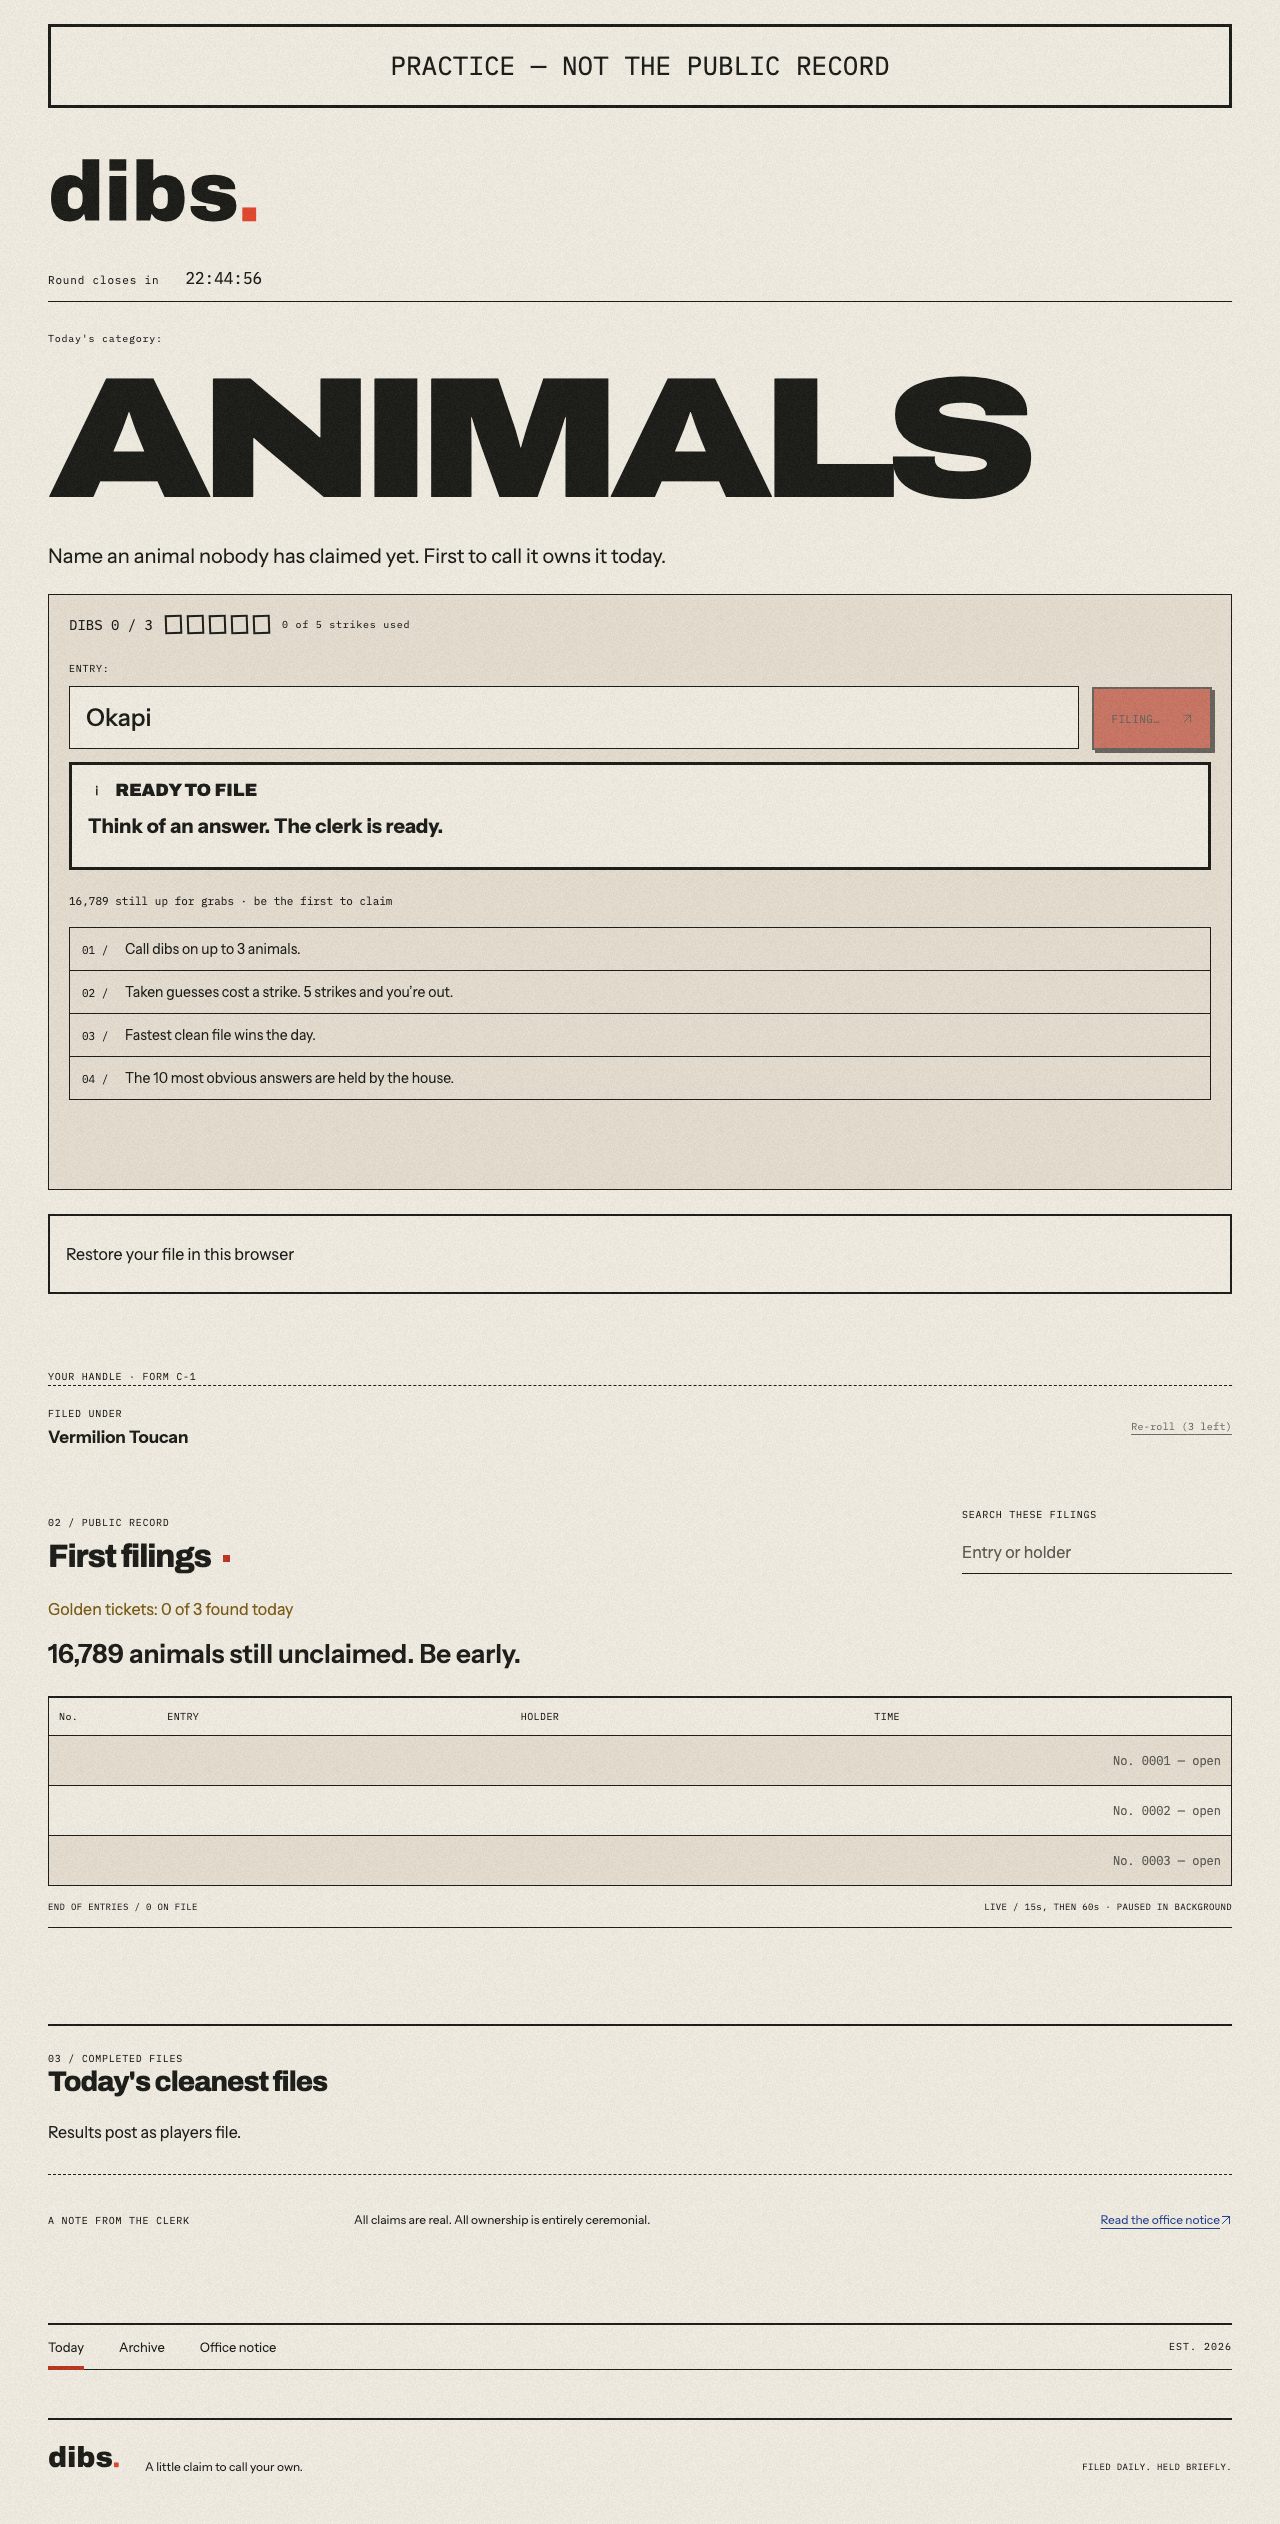 PRACTICE — NOT THE PUBLIC RECORD
dibs.
Round closes in 22:44:56
Today's category:
ANIMALS
Name an animal nobody has claimed yet. First to call it owns it today.
DIBS 0 / 3 0 of 5 strikes used
ENTRY:
Okapi
FILING…
i READY TO FILE
Think of an answer. The clerk is ready.
16,789 still up for grabs · be the first to claim
01 / Call dibs on up to 3 animals.
02 / Taken guesses cost a strike. 5 strikes and you’re out.
03 / Fastest clean file wins the day.
04 / The 10 most obvious answers are held by the house.
Restore your file in this browser
YOUR HANDLE · FORM C-1
FILED UNDER
Vermilion Toucan
Re-roll (3 left)
02 / PUBLIC RECORD
First filings
SEARCH THESE FILINGS
Entry or holder
Golden tickets: 0 of 3 found today
16,789 animals still unclaimed. Be early.
No. ENTRY HOLDER TIME
No. 0001 — open
No. 0002 — open
No. 0003 — open
END OF ENTRIES / 0 ON FILE LIVE / 15s, THEN 60s · PAUSED IN BACKGROUND
03 / COMPLETED FILES
Today's cleanest files
Results post as players file.
A NOTE FROM THE CLERK All claims are real. All ownership is entirely ceremonial. Read the office notice
Today Archive Office notice EST. 2026
dibs. A little claim to call your own. FILED DAILY. HELD BRIEFLY.